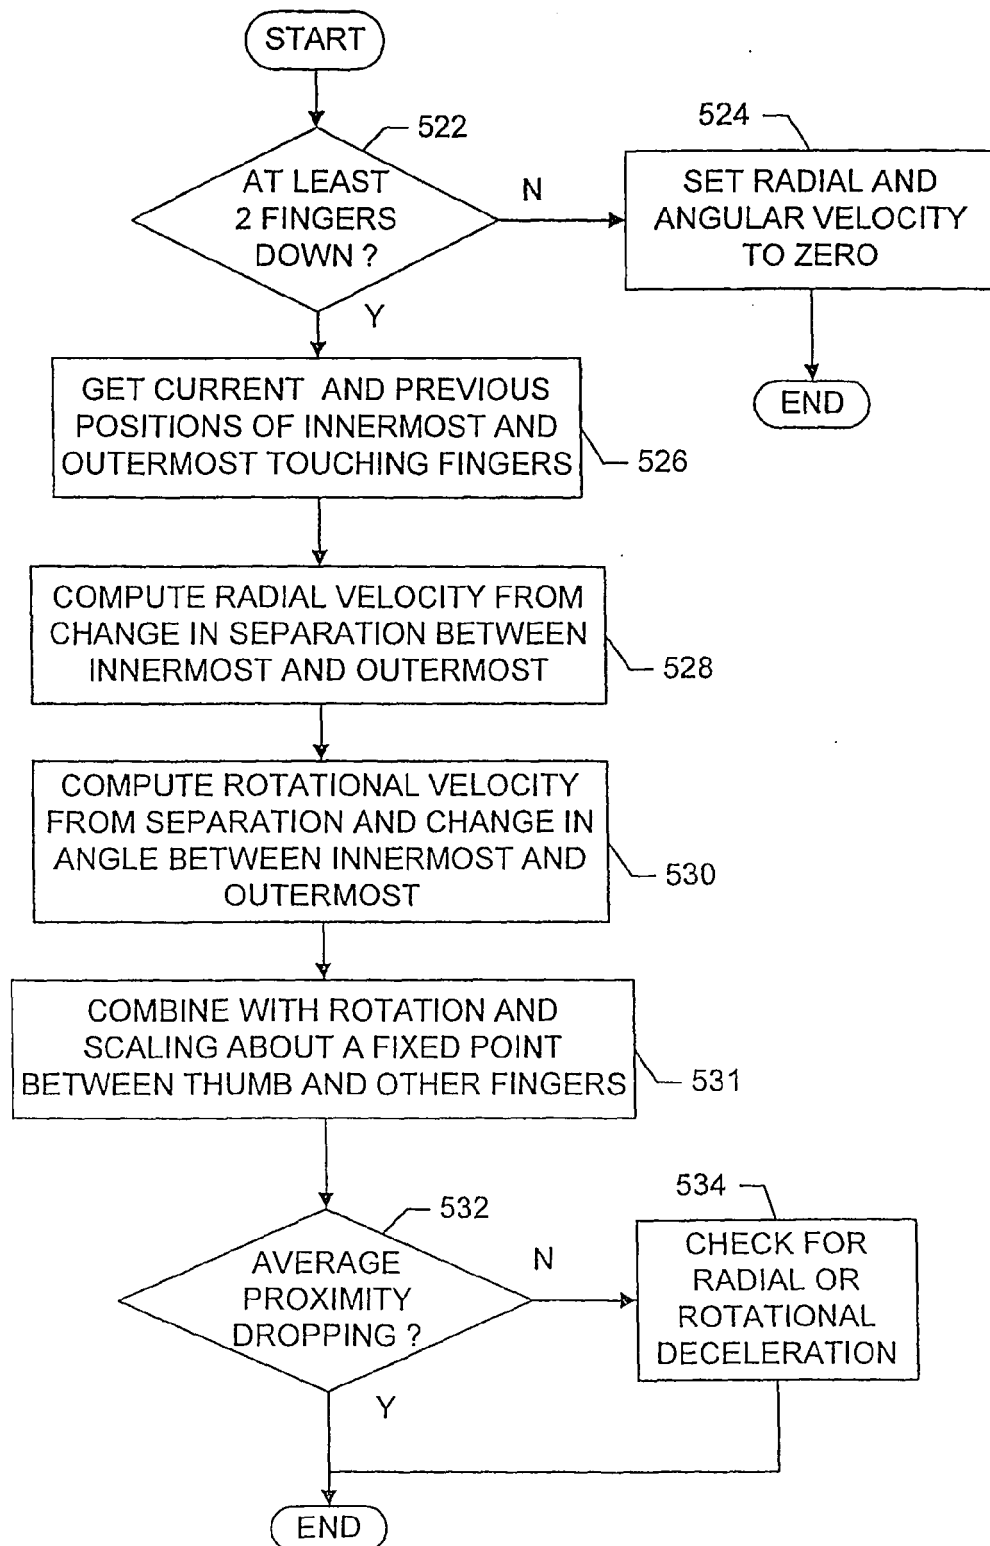 START
522
AT LEAST
2 FINGERS
DOWN ?
N
Y
524
SET RADIAL AND
ANGULAR VELOCITY
TO ZERO
END
GET CURRENT AND PREVIOUS
POSITIONS OF INNERMOST AND
OUTERMOST TOUCHING FINGERS
526
COMPUTE RADIAL VELOCITY FROM
CHANGE IN SEPARATION BETWEEN
INNERMOST AND OUTERMOST
528
COMPUTE ROTATIONAL VELOCITY
FROM SEPARATION AND CHANGE IN
ANGLE BETWEEN INNERMOST AND
OUTERMOST
530
COMBINE WITH ROTATION AND
SCALING ABOUT A FIXED POINT
BETWEEN THUMB AND OTHER FINGERS
531
532
AVERAGE
PROXIMITY
DROPPING ?
N
Y
534
CHECK FOR
RADIAL OR
ROTATIONAL
DECELERATION
END